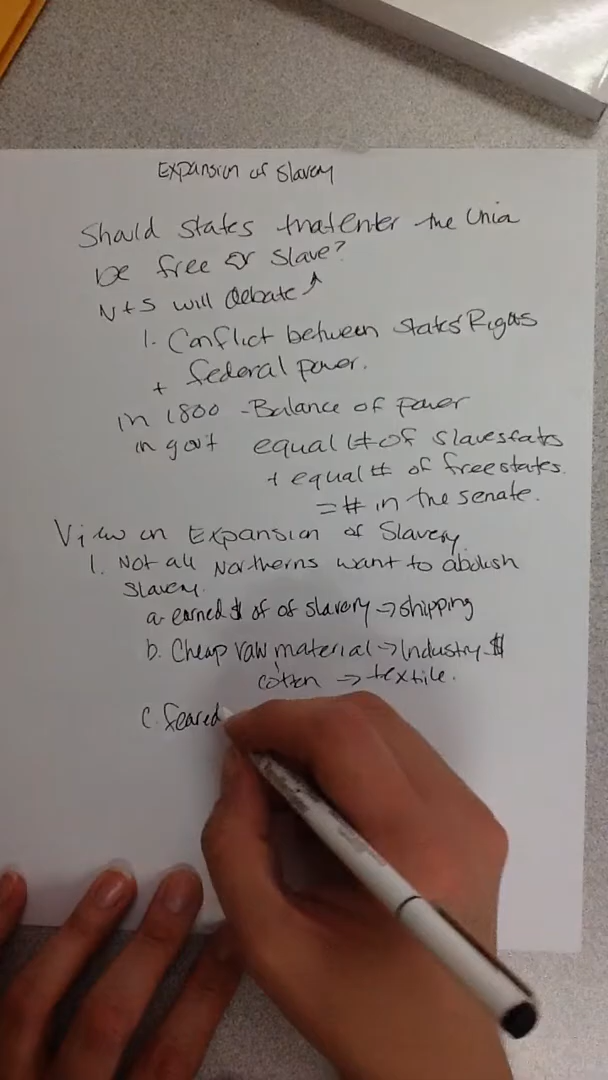 Expansion of Slavery
Should states that enter the Union
be free or slave?
N + S will debate
1. Conflict between States' Rights
+ federal power.
in 1800 - Balance of power
in gov't equal # of slave states
+ equal # of free states.
= # in the senate.
View on Expansion of Slavery
1. Not all Northerns want to abolish
slavery.
a. earned $ of of slavery → shipping
b. Cheap raw material → Industry $
cotton → textile.
C. feared